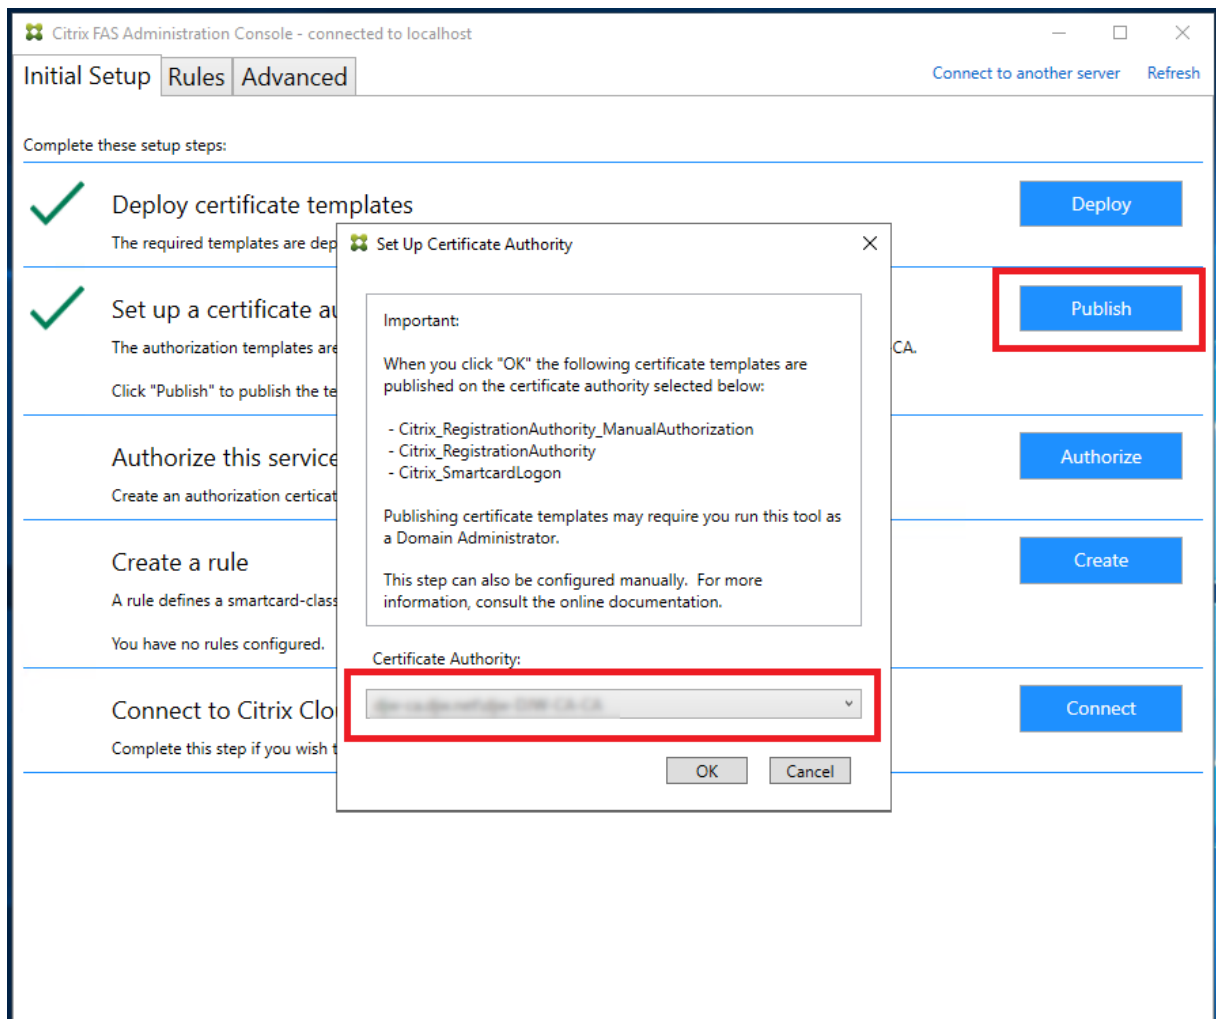 Citrix FAS Administration Console - connected to localhost
Initial Setup Rules Advanced
Connect to another server Refresh
Complete these setup steps:
Deploy certificate templates
Deploy
The required templates are dep
Set up a certificate au
Publish
The authorization templates are
CA.
Click "Publish" to publish the te
Authorize this service
Authorize
Create an authorization certicat
Create a rule
Create
A rule defines a smartcard-class
You have no rules configured.
Connect to Citrix Clo
Connect
Complete this step if you wish t
Set Up Certificate Authority
Important:
When you click "OK" the following certificate templates are
published on the certificate authority selected below:
- Citrix_RegistrationAuthority_ManualAuthorization
- Citrix_RegistrationAuthority
- Citrix_SmartcardLogon
Publishing certificate templates may require you run this tool as
a Domain Administrator.
This step can also be configured manually. For more
information, consult the online documentation.
Certificate Authority:
OK Cancel